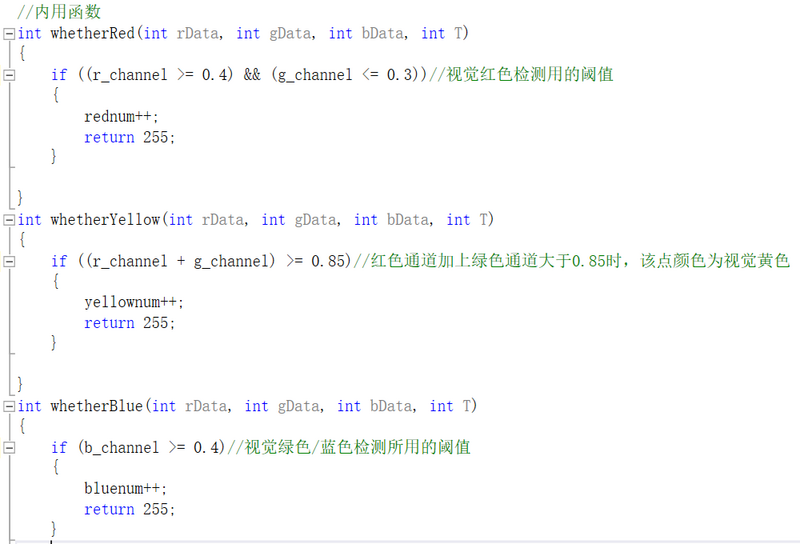 //内用函数
int whetherRed(int rData, int gData, int bData, int T)
{
if ((r_channel >= 0.4) && (g_channel <= 0.3))//视觉红色检测用的阈值
{
rednum++;
return 255;
}
}
int whetherYellow(int rData, int gData, int bData, int T)
{
if ((r_channel + g_channel) >= 0.85)//红色通道加上绿色通道大于0.85时，该点颜色为视觉黄色
{
yellownum++;
return 255;
}
}
int whetherBlue(int rData, int gData, int bData, int T)
{
if (b_channel >= 0.4)//视觉绿色/蓝色检测所用的阈值
{
bluenum++;
return 255;
}